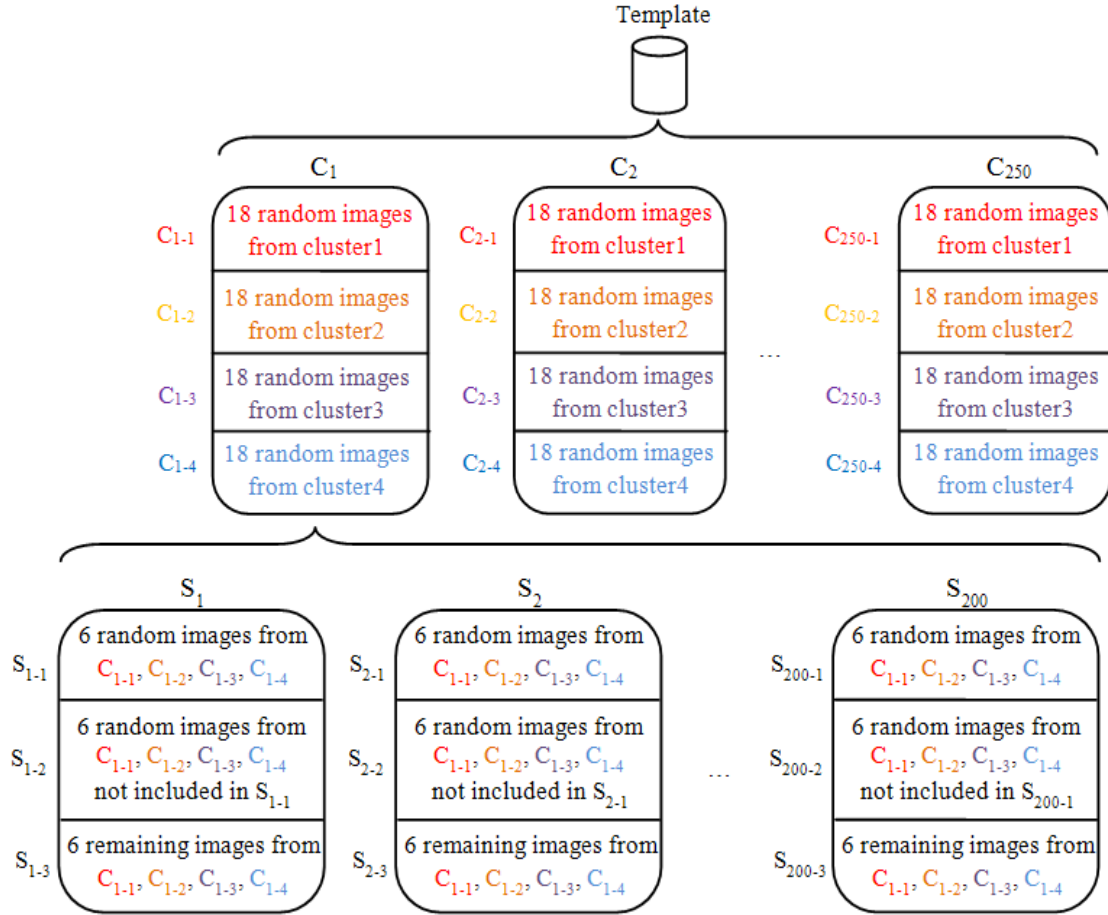 Template
C1 C2 C250
C1-1 18 random images from cluster1 C2-1 18 random images from cluster1 C250-1 18 random images from cluster1
C1-2 18 random images from cluster2 C2-2 18 random images from cluster2 C250-2 18 random images from cluster2
...
C1-3 18 random images from cluster3 C2-3 18 random images from cluster3 C250-3 18 random images from cluster3
C1-4 18 random images from cluster4 C2-4 18 random images from cluster4 C250-4 18 random images from cluster4
S1 S2 S200
S1-1 6 random images from C1-1, C1-2, C1-3, C1-4 S2-1 6 random images from C1-1, C1-2, C1-3, C1-4 S200-1 6 random images from C1-1, C1-2, C1-3, C1-4
S1-2 6 random images from C1-1, C1-2, C1-3, C1-4 not included in S1-1 S2-2 6 random images from C1-1, C1-2, C1-3, C1-4 not included in S2-1 ... S200-2 6 random images from C1-1, C1-2, C1-3, C1-4 not included in S200-1
S1-3 6 remaining images from C1-1, C1-2, C1-3, C1-4 S2-3 6 remaining images from C1-1, C1-2, C1-3, C1-4 S200-3 6 remaining images from C1-1, C1-2, C1-3, C1-4